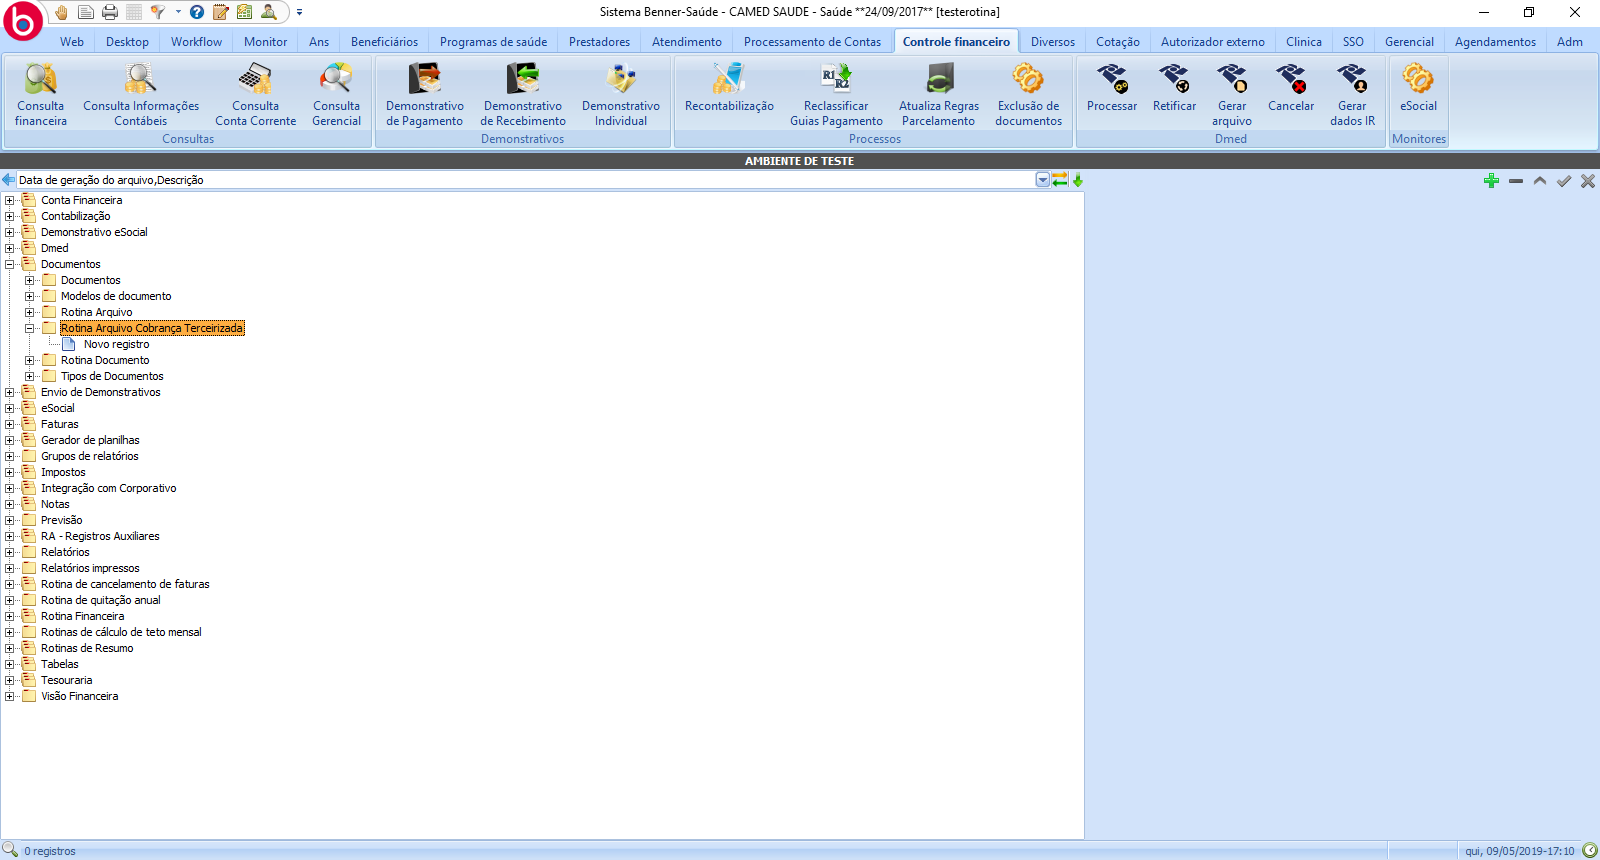 b
Sistema Benner-Saúde - CAMED SAUDE - Saúde **24/09/2017** [testerotina]
Web Desktop Workflow Monitor Ans Beneficiários Programas de saúde Prestadores Atendimento Processamento de Contas Controle financeiro Diversos Cotação Autorizador externo Clinica SSO Gerencial Agendamentos Adm
Consulta financeira
Consulta Informações Contábeis
Consulta Conta Corrente
Consulta Gerencial
Consultas
Demonstrativo de Pagamento
Demonstrativo de Recebimento
Demonstrativo Individual
Demonstrativos
Recontabilização
R1 R2
Reclassificar Guias Pagamento
Atualiza Regras Parcelamento
Exclusão de documentos
Processos
Processar
Retificar
Gerar arquivo
Cancelar
Gerar dados IR
Dmed
eSocial
Monitores
AMBIENTE DE TESTE
Data de geração do arquivo,Descrição
Conta Financeira
Contabilização
Demonstrativo eSocial
Dmed
Documentos
Documentos
Modelos de documento
Rotina Arquivo
Rotina Arquivo Cobrança Terceirizada
Novo registro
Rotina Documento
Tipos de Documentos
Envio de Demonstrativos
eSocial
Faturas
Gerador de planilhas
Grupos de relatórios
Impostos
Integração com Corporativo
Notas
Previsão
RA - Registros Auxiliares
Relatórios
Relatórios impressos
Rotina de cancelamento de faturas
Rotina de quitação anual
Rotina Financeira
Rotinas de cálculo de teto mensal
Rotinas de Resumo
Tabelas
Tesouraria
Visão Financeira
0 registros
qui, 09/05/2019-17:10